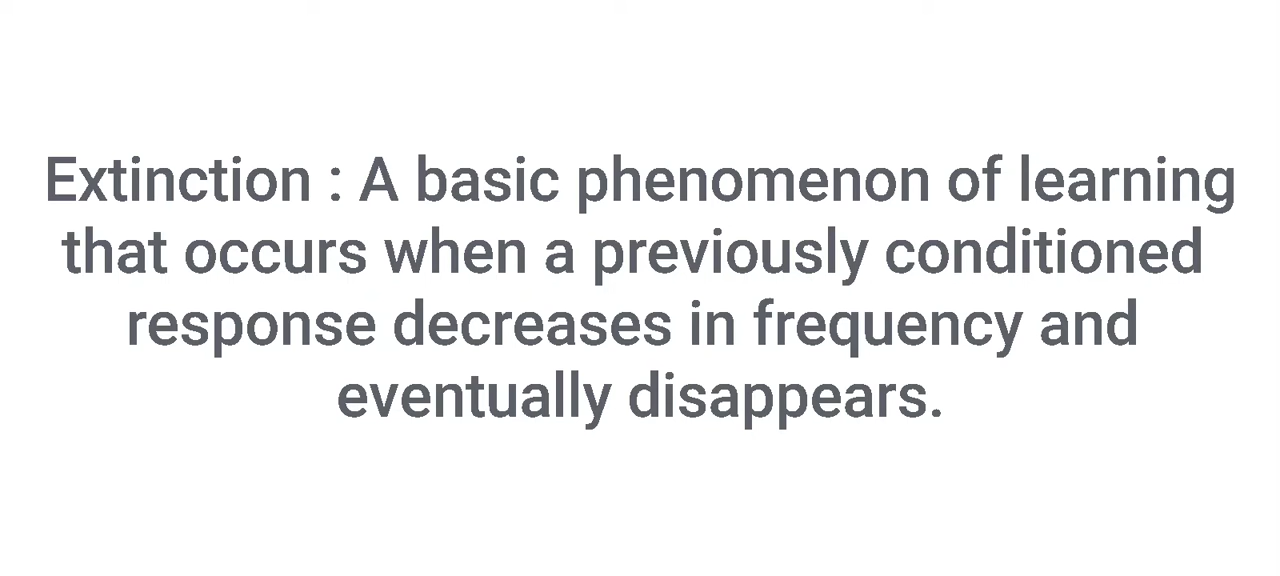 Extinction : A basic phenomenon of learning
that occurs when a previously conditioned
response decreases in frequency and
eventually disappears.